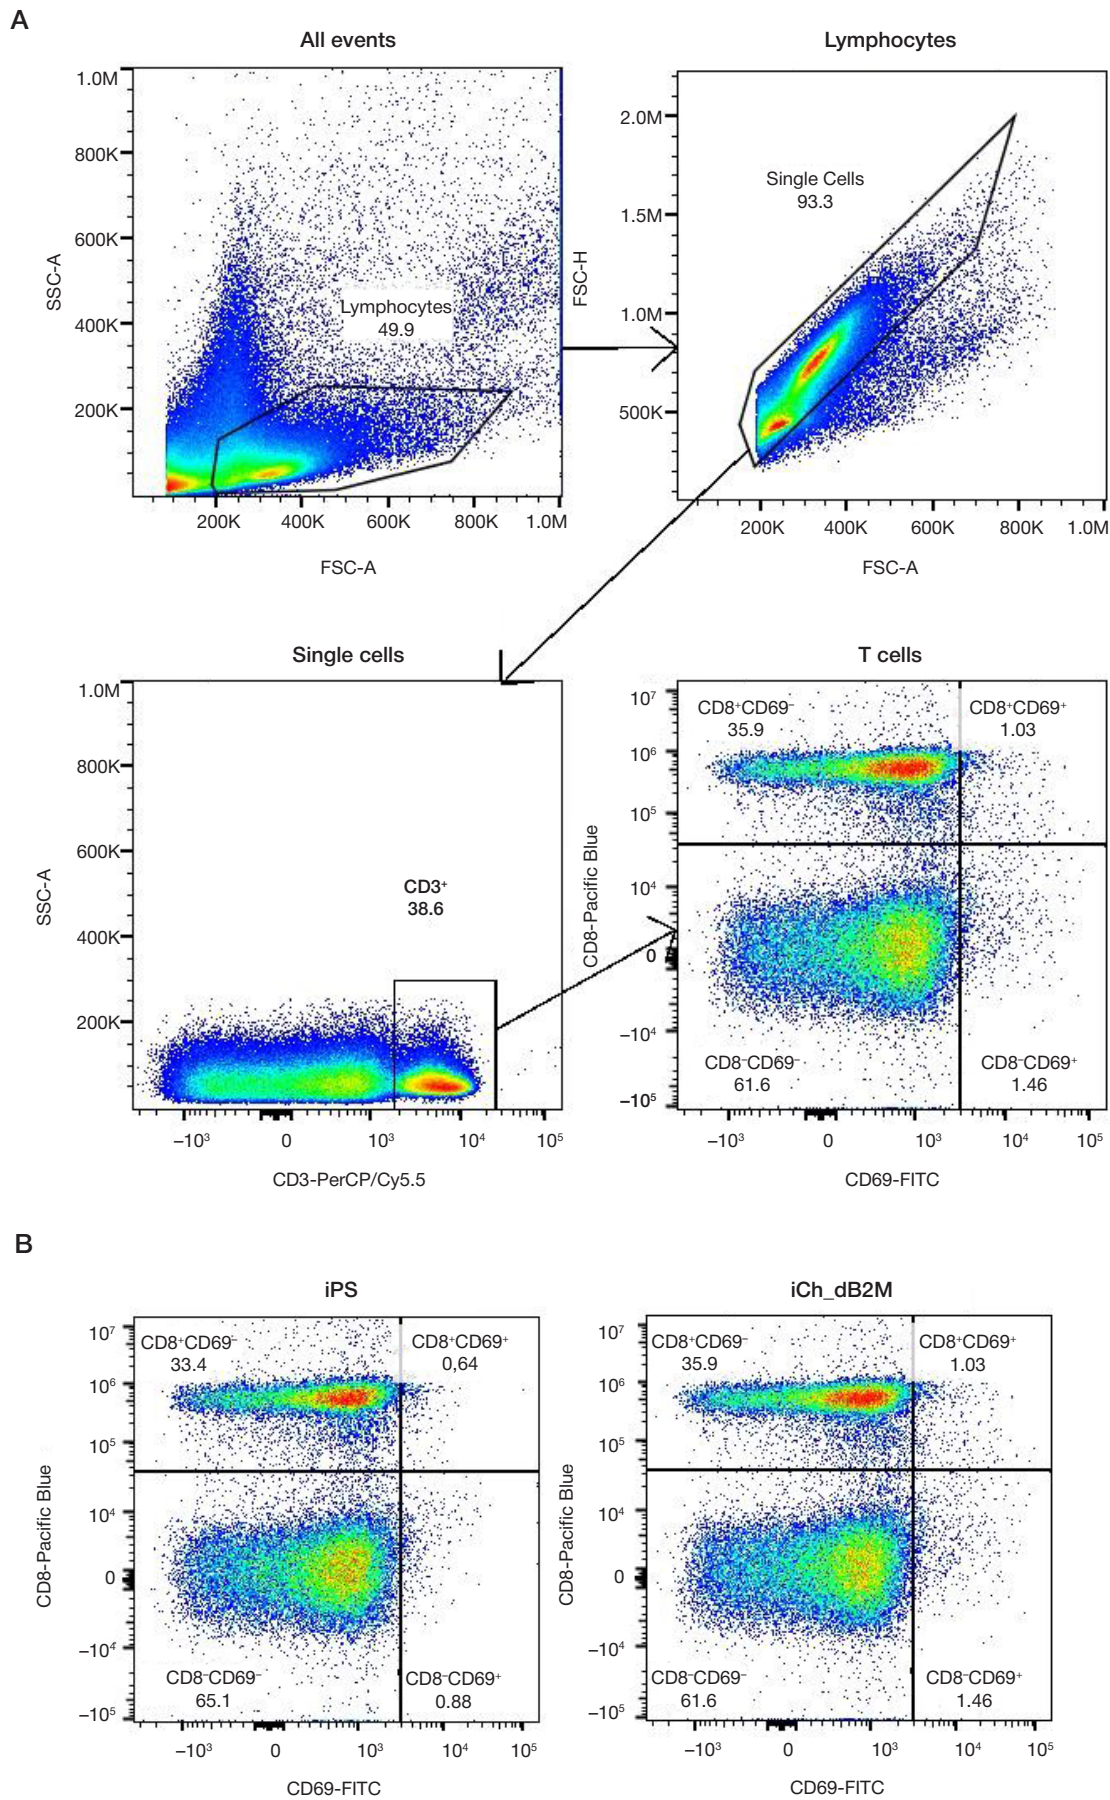 A
All events
Lymphocytes
1.0M
800K
600K
400K
200K
SSC-A
Lymphocytes
49.9
200K
400K
600K
800K
1.0M
FSC-A
2.0M
1.5M
1.0M
500K
FSC-H
Single Cells
93.3
200K
400K
600K
800K
1.0M
FSC-A
Single cells
T cells
1.0M
800K
600K
400K
200K
SSC-A
CD3⁺
38.6
−10³
0
10³
10⁴
10⁵
CD3-PerCP/Cy5.5
10⁷
10⁶
10⁵
10⁴
0
−10⁴
−10⁵
CD8-Pacific Blue
CD8⁺CD69⁻
35.9
CD8⁺CD69⁺
1.03
CD8⁻CD69⁻
61.6
CD8⁻CD69⁺
1.46
−10³
0
10³
10⁴
10⁵
CD69-FITC
B
iPS
iCh_dB2M
10⁷
10⁶
10⁵
10⁴
0
−10⁴
−10⁵
CD8-Pacific Blue
CD8⁺CD69⁻
33.4
CD8⁺CD69⁺
0,64
CD8⁻CD69⁻
65.1
CD8⁻CD69⁺
0.88
−10³
0
10³
10⁴
10⁵
CD69-FITC
10⁷
10⁶
10⁵
10⁴
0
−10⁴
−10⁵
CD8-Pacific Blue
CD8⁺CD69⁻
35.9
CD8⁺CD69⁺
1.03
CD8⁻CD69⁻
61.6
CD8⁻CD69⁺
1.46
−10³
0
10³
10⁴
10⁵
CD69-FITC